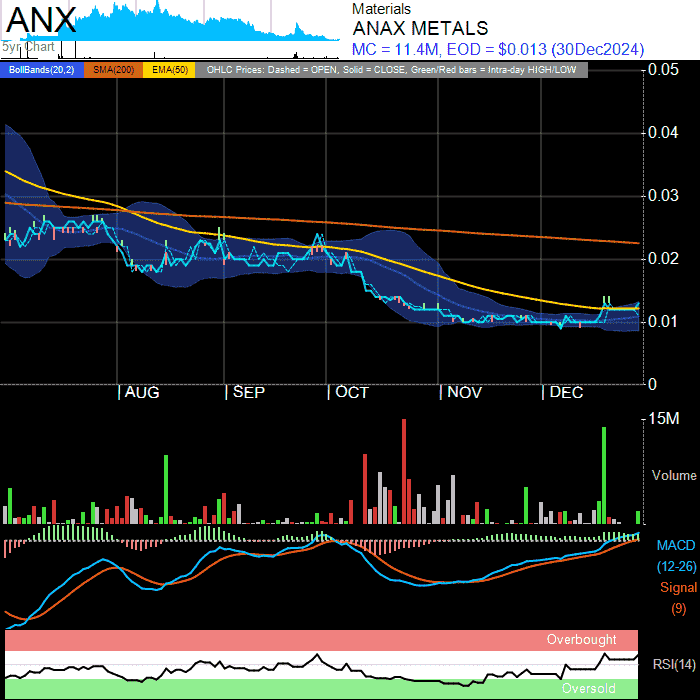 ANX
5yr Chart
Materials
ANAX METALS
MC = 11.4M, EOD = $0.013 (30Dec2024)
BollBands(20,2) SMA(200) EMA(50) OHLC Prices: Dashed = OPEN, Solid = CLOSE, Green/Red bars = Intra-day HIGH/LOW
0.05
0.04
0.03
0.02
0.01
0
AUG SEP OCT NOV DEC
15M
Volume
MACD
(12-26)
Signal
(9)
Overbought
RSI(14)
Oversold